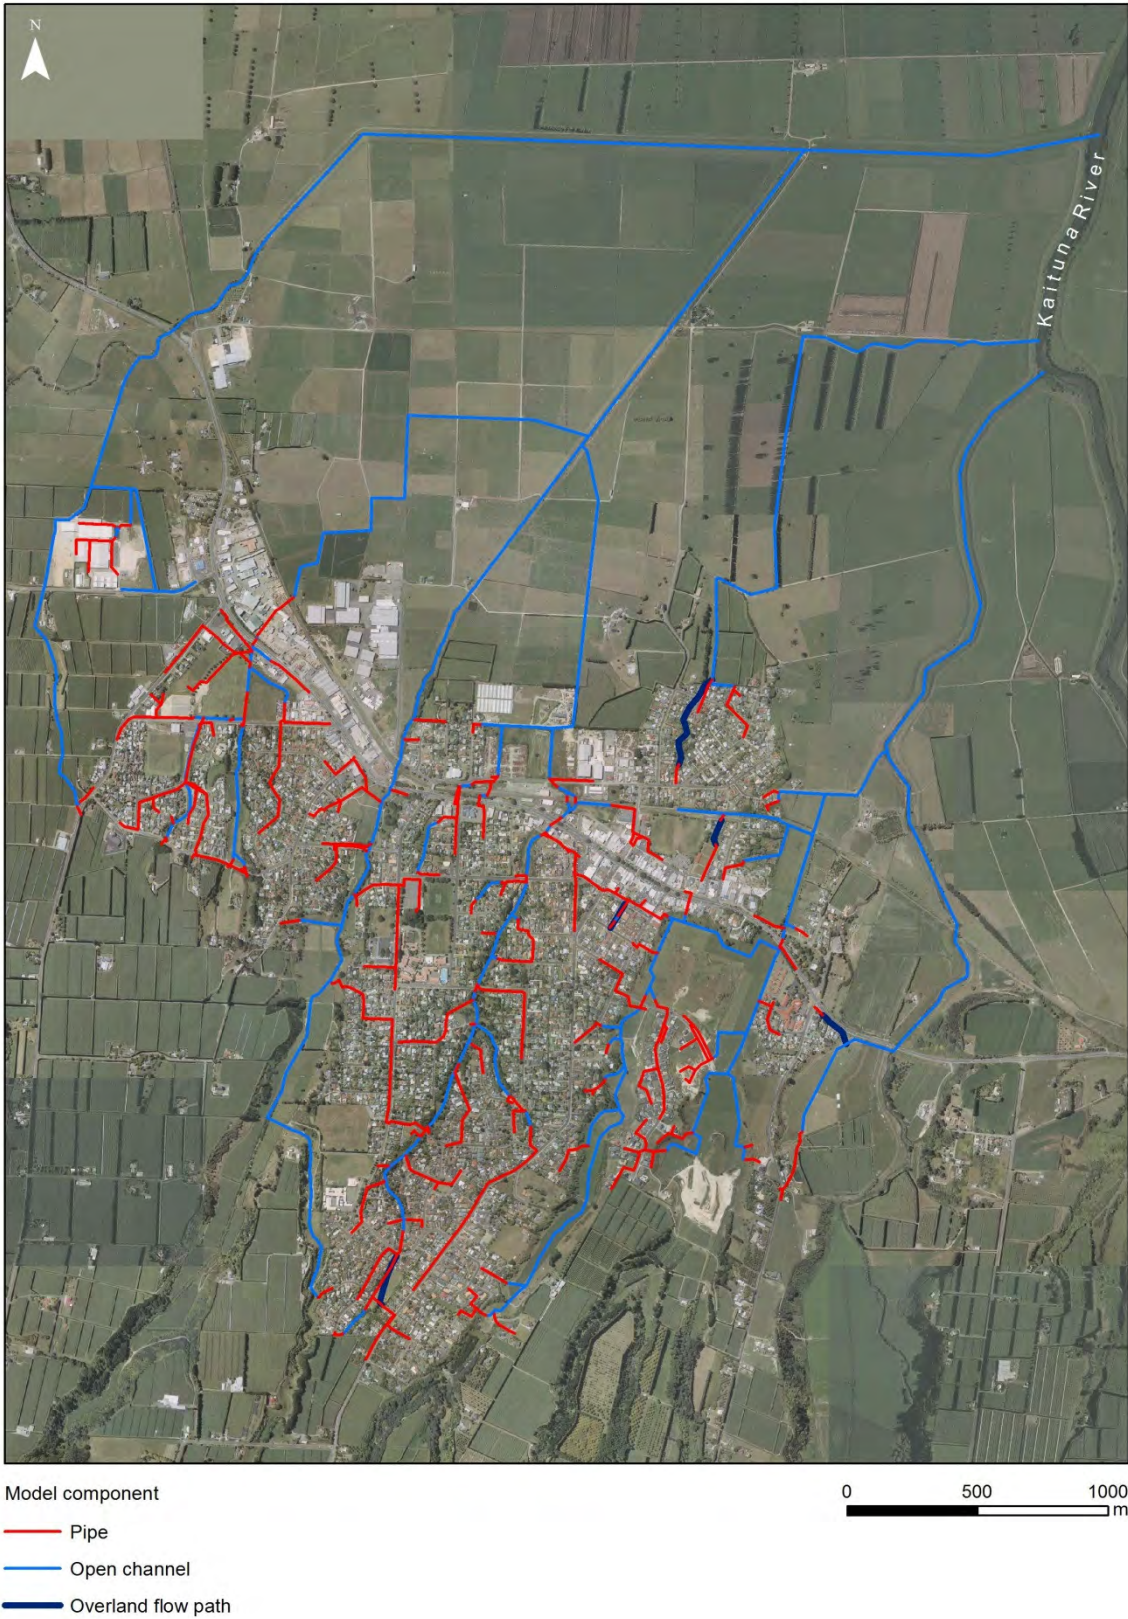 N
Kaituna River
Model component
Pipe
Open channel
Overland flow path
0 500 1000
m